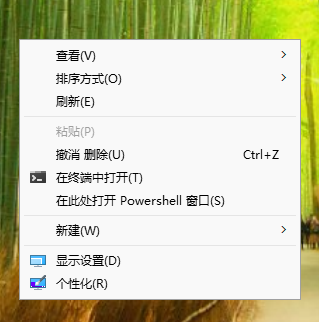 查看(V)
排序方式(O)
刷新(E)
粘贴(P)
撤消 删除(U) Ctrl+Z
在终端中打开(T)
在此处打开 Powershell 窗口(S)
新建(W)
显示设置(D)
个性化(R)